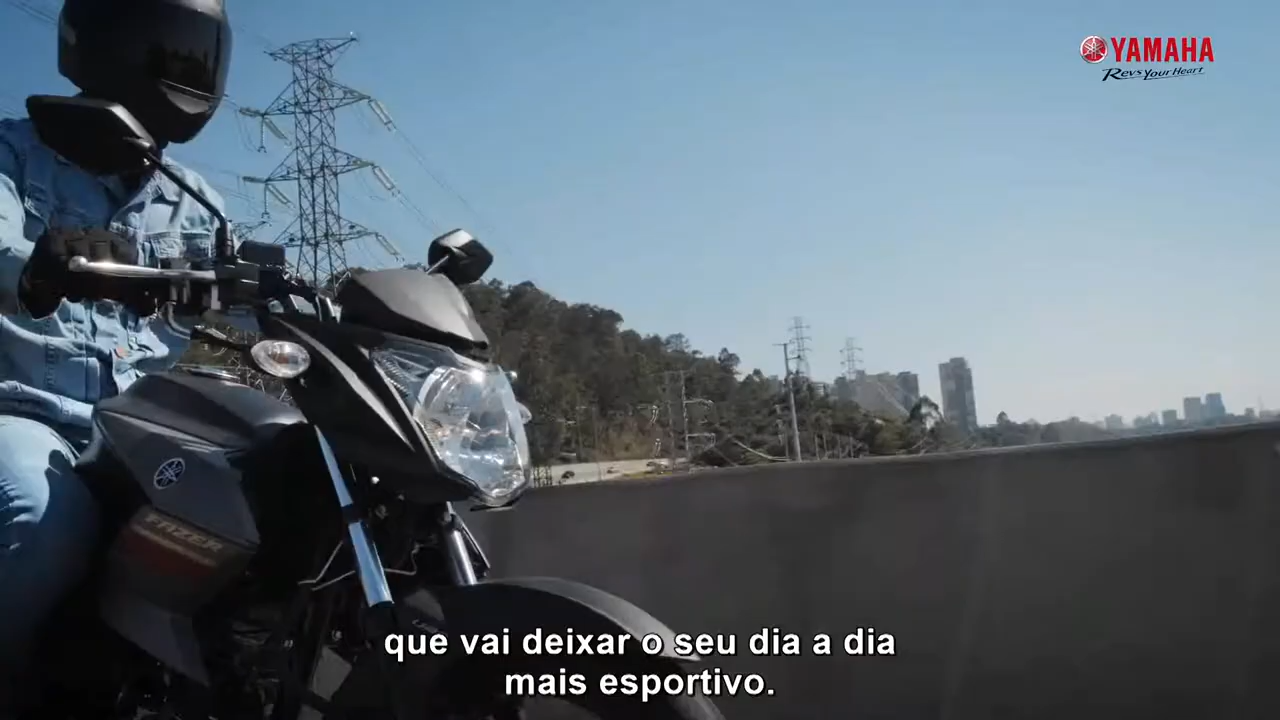 YAMAHA
Revs Your Heart
FAZER
que vai deixar o seu dia a dia
mais esportivo.